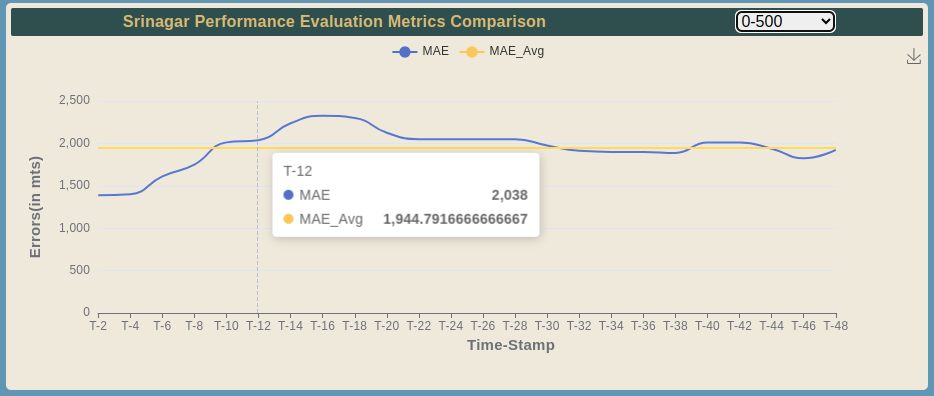 Srinagar Performance Evaluation Metrics Comparison
0-500
MAE MAE_Avg
2,500
2,000
1,500
1,000
500
0
Errors(in mts)
T-12
MAE 2,038
MAE_Avg 1,944.7916666666667
T-2 T-4 T-6 T-8 T-10 T-12 T-14 T-16 T-18 T-20 T-22 T-24 T-26 T-28 T-30 T-32 T-34 T-36 T-38 T-40 T-42 T-44 T-46 T-48
Time-Stamp